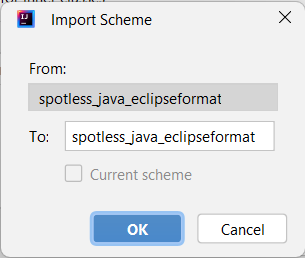 Import Scheme
From:
spotless_java_eclipseformat
To: spotless_java_eclipseformat
Current scheme
OK Cancel